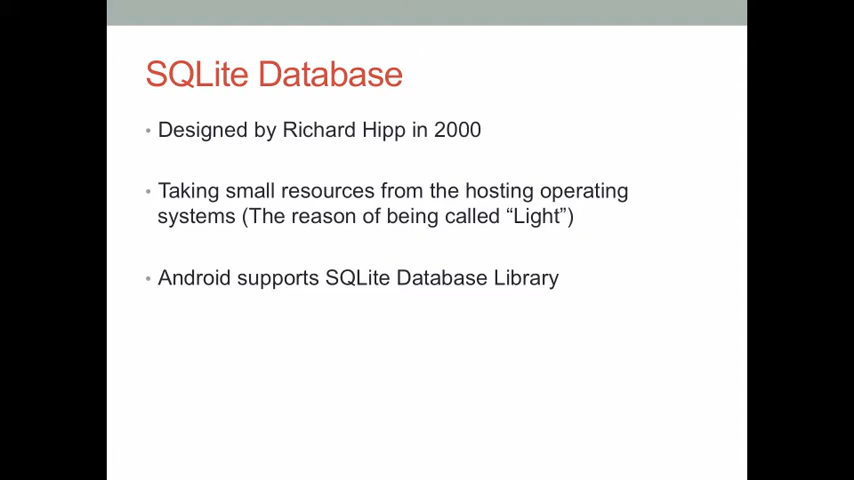 SQLite Database
• Designed by Richard Hipp in 2000
• Taking small resources from the hosting operating
systems (The reason of being called “Light”)
• Android supports SQLite Database Library